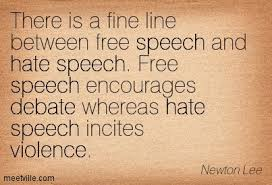 There is a fine line
between free speech and
hate speech. Free
speech encourages
debate whereas hate
speech incites
violence.
Newton Lee
meetville.com